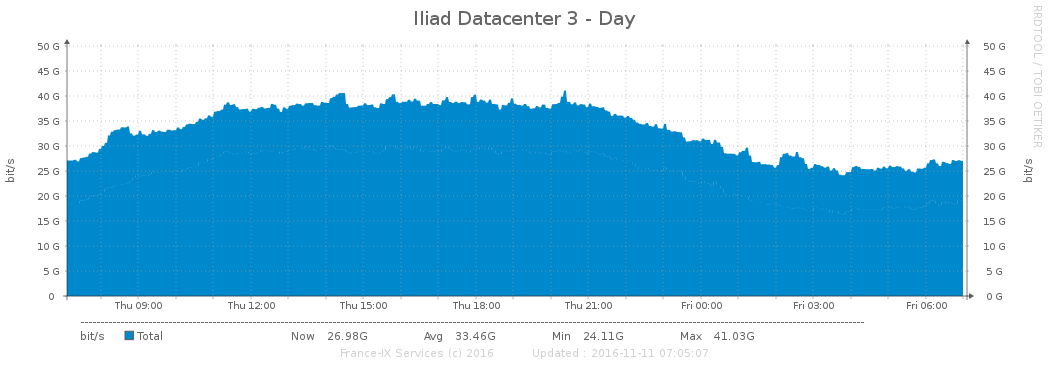 Iliad Datacenter 3 - Day
RRDTOOL / TOBI OETIKER
50 G 50 G
45 G 45 G
40 G 40 G
35 G 35 G
30 G 30 G
25 G 25 G
20 G 20 G
15 G 15 G
10 G 10 G
5 G 5 G
0 0 G
bit/s bit/s
Thu 09:00 Thu 12:00 Thu 15:00 Thu 18:00 Thu 21:00 Fri 00:00 Fri 03:00 Fri 06:00
bit/s Total Now 26.98G Avg 33.46G Min 24.11G Max 41.03G
France-IX Services (c) 2016 Updated : 2016-11-11 07:05:07